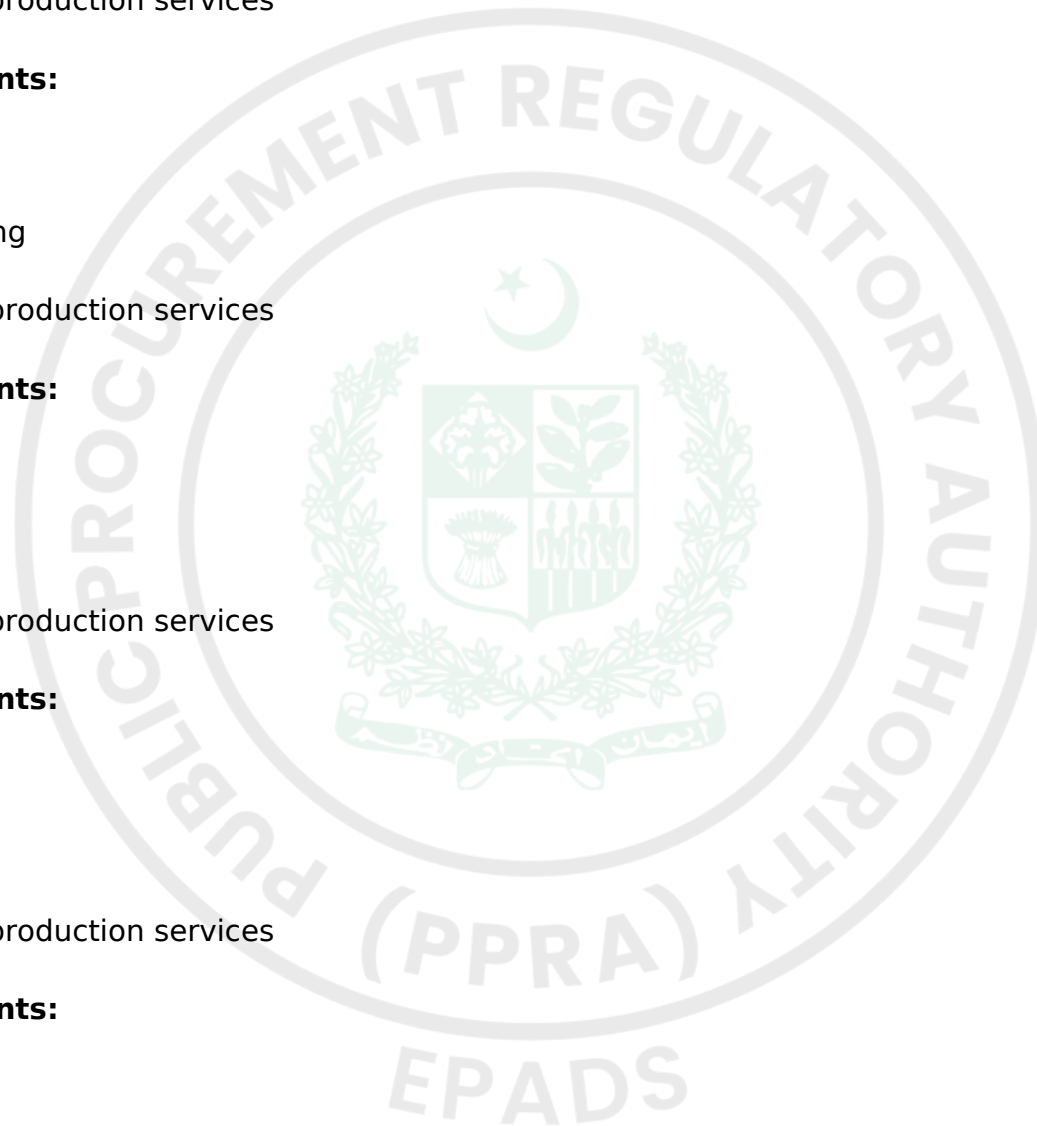 production services
nts:
ng
production services
nts:
production services
nts:
production services
nts:
PUBLIC PROCUREMENT REGULATORY AUTHORITY
(PPRA)
EPADS